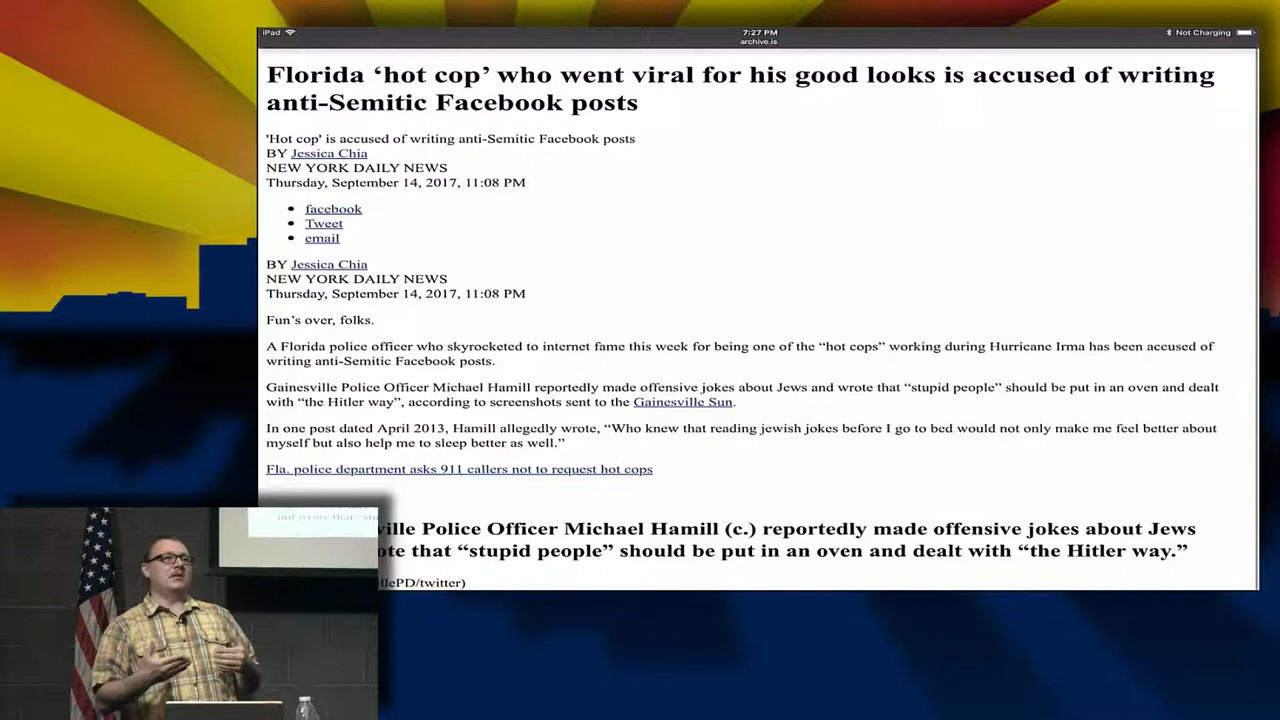 iPad
7:27 PM
Not Charging
archive.is
Florida ‘hot cop’ who went viral for his good looks is accused of writing
anti-Semitic Facebook posts
'Hot cop' is accused of writing anti-Semitic Facebook posts
BY Jessica Chia
NEW YORK DAILY NEWS
Thursday, September 14, 2017, 11:08 PM
facebook
Tweet
email
BY Jessica Chia
NEW YORK DAILY NEWS
Thursday, September 14, 2017, 11:08 PM
Fun’s over, folks.
A Florida police officer who skyrocketed to internet fame this week for being one of the “hot cops” working during Hurricane Irma has been accused of
writing anti-Semitic Facebook posts.
Gainesville Police Officer Michael Hamill reportedly made offensive jokes about Jews and wrote that “stupid people” should be put in an oven and dealt
with “the Hitler way”, according to screenshots sent to the Gainesville Sun.
In one post dated April 2013, Hamill allegedly wrote, “Who knew that reading jewish jokes before I go to bed would not only make me feel better about
myself but also help me to sleep better as well.”
Fla. police department asks 911 callers not to request hot cops
ville Police Officer Michael Hamill (c.) reportedly made offensive jokes about Jews
ote that “stupid people” should be put in an oven and dealt with “the Hitler way.”
llePD/twitter)